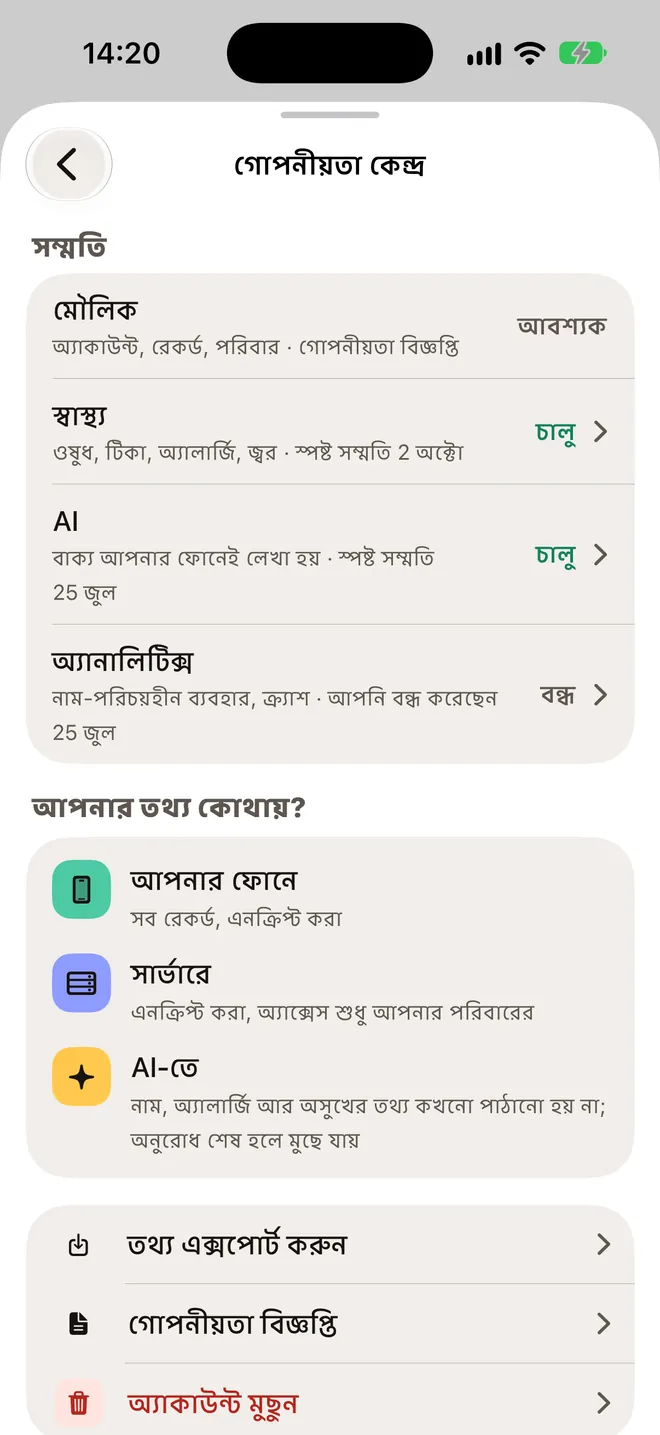 14:20
গোপনীয়তা কেন্দ্র
সম্মতি
মৌলিক
অ্যাকাউন্ট, রেকর্ড, পরিবার · গোপনীয়তা বিজ্ঞপ্তি
আবশ্যক
স্বাস্থ্য
ওষুধ, টিকা, অ্যালার্জি, জ্বর · স্পষ্ট সম্মতি 2 অক্টো
চালু
AI
বাক্য আপনার ফোনেই লেখা হয় · স্পষ্ট সম্মতি
25 জুল
চালু
অ্যানালিটিক্স
নাম-পরিচয়হীন ব্যবহার, ক্র্যাশ · আপনি বন্ধ করেছেন
25 জুল
বন্ধ
আপনার তথ্য কোথায়?
আপনার ফোনে
সব রেকর্ড, এনক্রিপ্ট করা
সার্ভারে
এনক্রিপ্ট করা, অ্যাক্সেস শুধু আপনার পরিবারের
AI-তে
নাম, অ্যালার্জি আর অসুখের তথ্য কখনো পাঠানো হয় না;
অনুরোধ শেষ হলে মুছে যায়
তথ্য এক্সপোর্ট করুন
গোপনীয়তা বিজ্ঞপ্তি
অ্যাকাউন্ট মুছুন